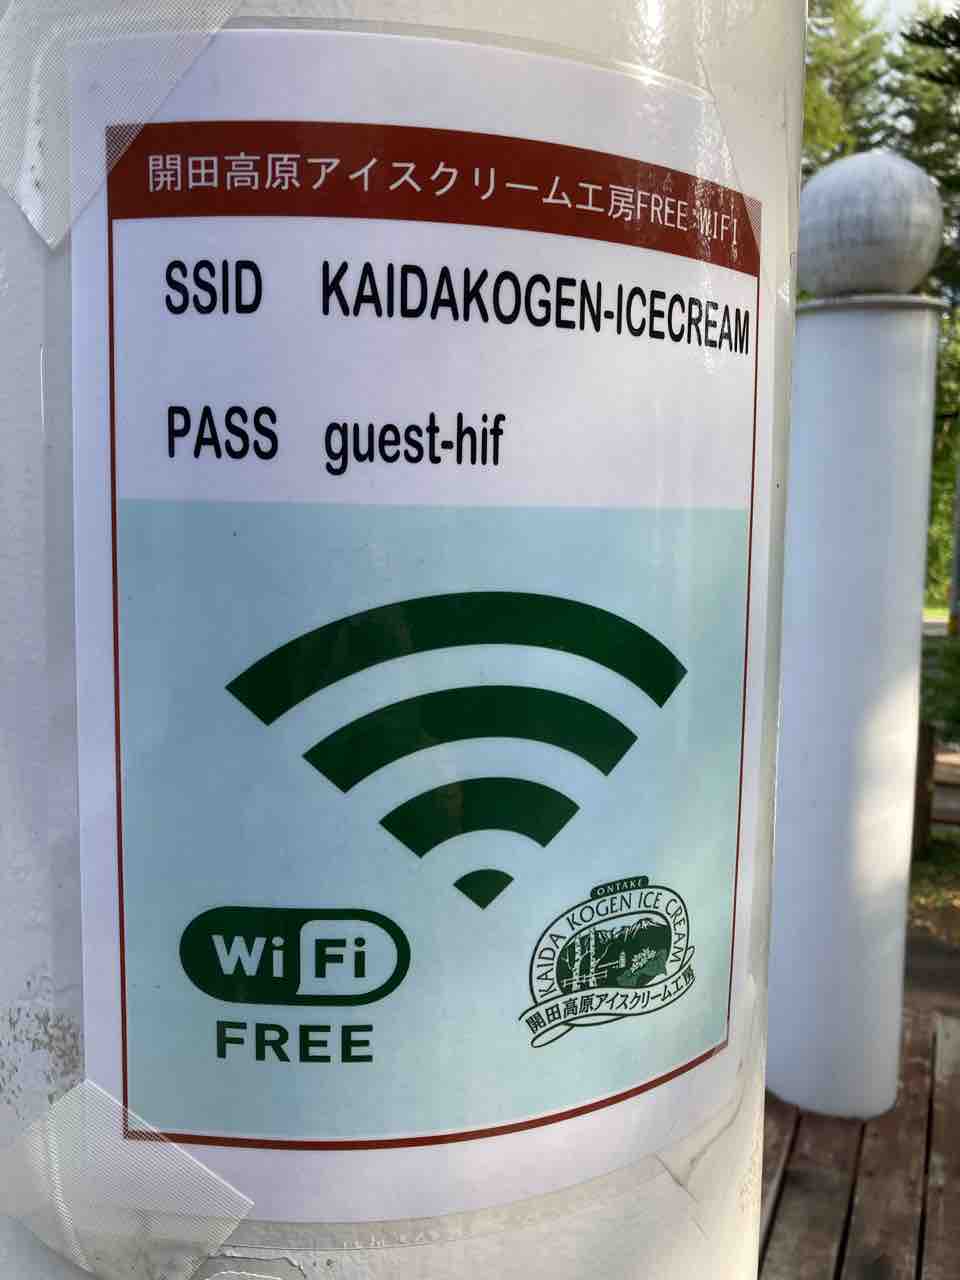 開田高原アイスクリーム工房FREE WIFI
SSID KAIDAKOGEN-ICECREAM
PASS guest-hif
WiFi
FREE
ONTAKE
KAIDA KOGEN ICE CREAM
開田高原アイスクリーム工房